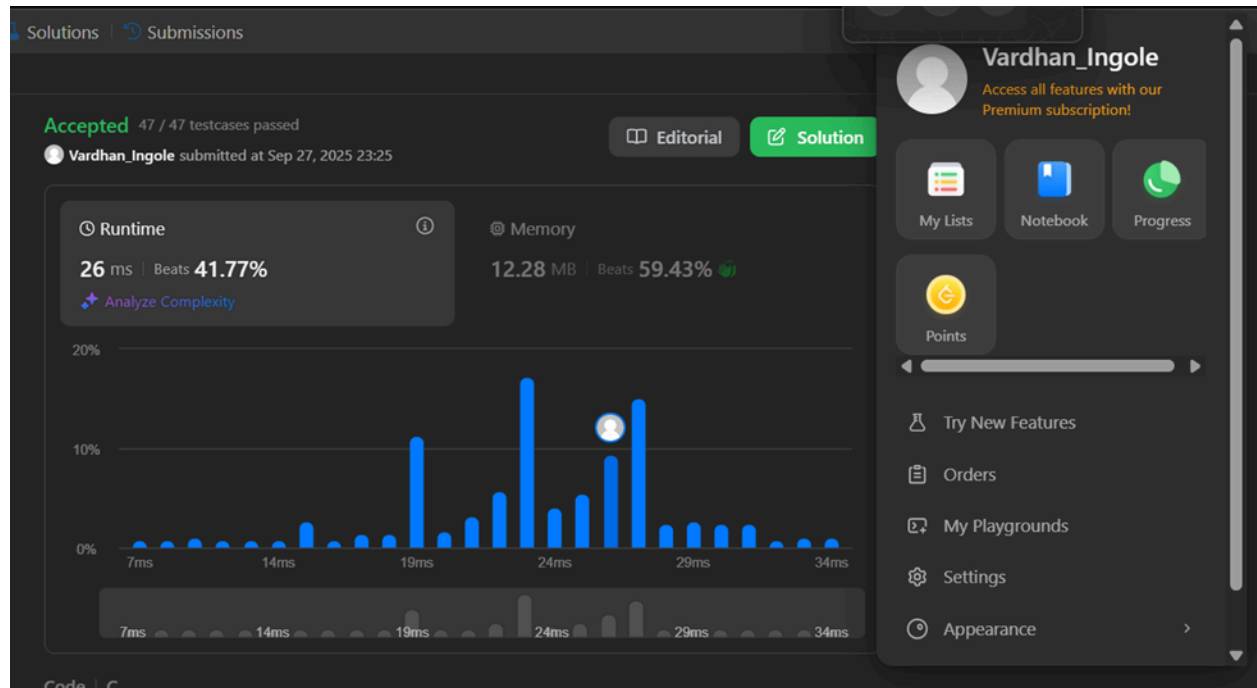 Solutions | Submissions
Accepted 47 / 47 testcases passed
Vardhan_Ingole submitted at Sep 27, 2025 23:25
Editorial
Solution
Runtime
26 ms | Beats 41.77%
Analyze Complexity
Memory
12.28 MB | Beats 59.43%
20%
10%
0%
7ms 14ms 19ms 24ms 29ms 34ms
7ms 14ms 19ms 24ms 29ms 34ms
Code | C
Vardhan_Ingole
Access all features with our
Premium subscription!
My Lists Notebook Progress
Points
Try New Features
Orders
My Playgrounds
Settings
Appearance